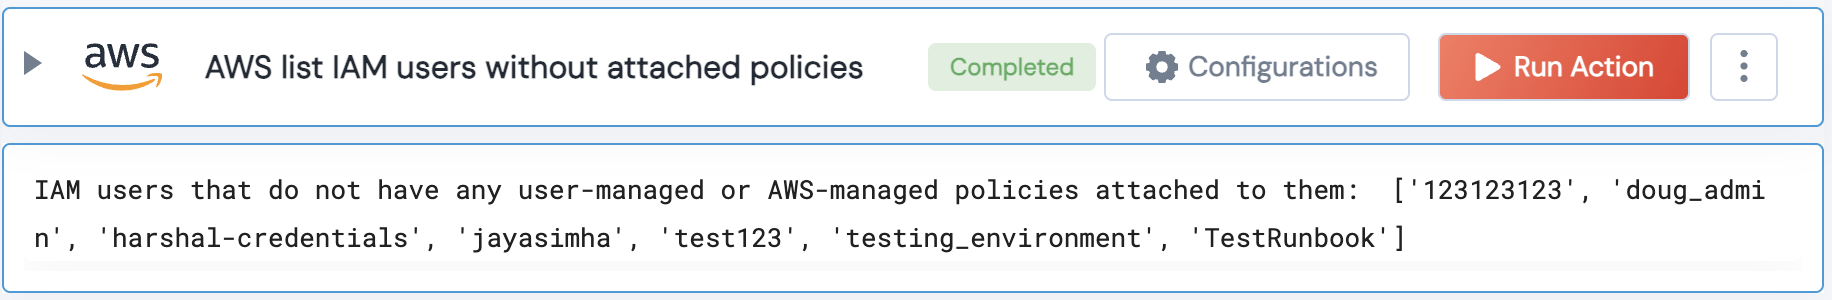 aws
AWS list IAM users without attached policies
Completed
Configurations
Run Action
IAM users that do not have any user-managed or AWS-managed policies attached to them:  ['123123123', 'doug_admi
n', 'harshal-credentials', 'jayasimha', 'test123', 'testing_environment', 'TestRunbook']